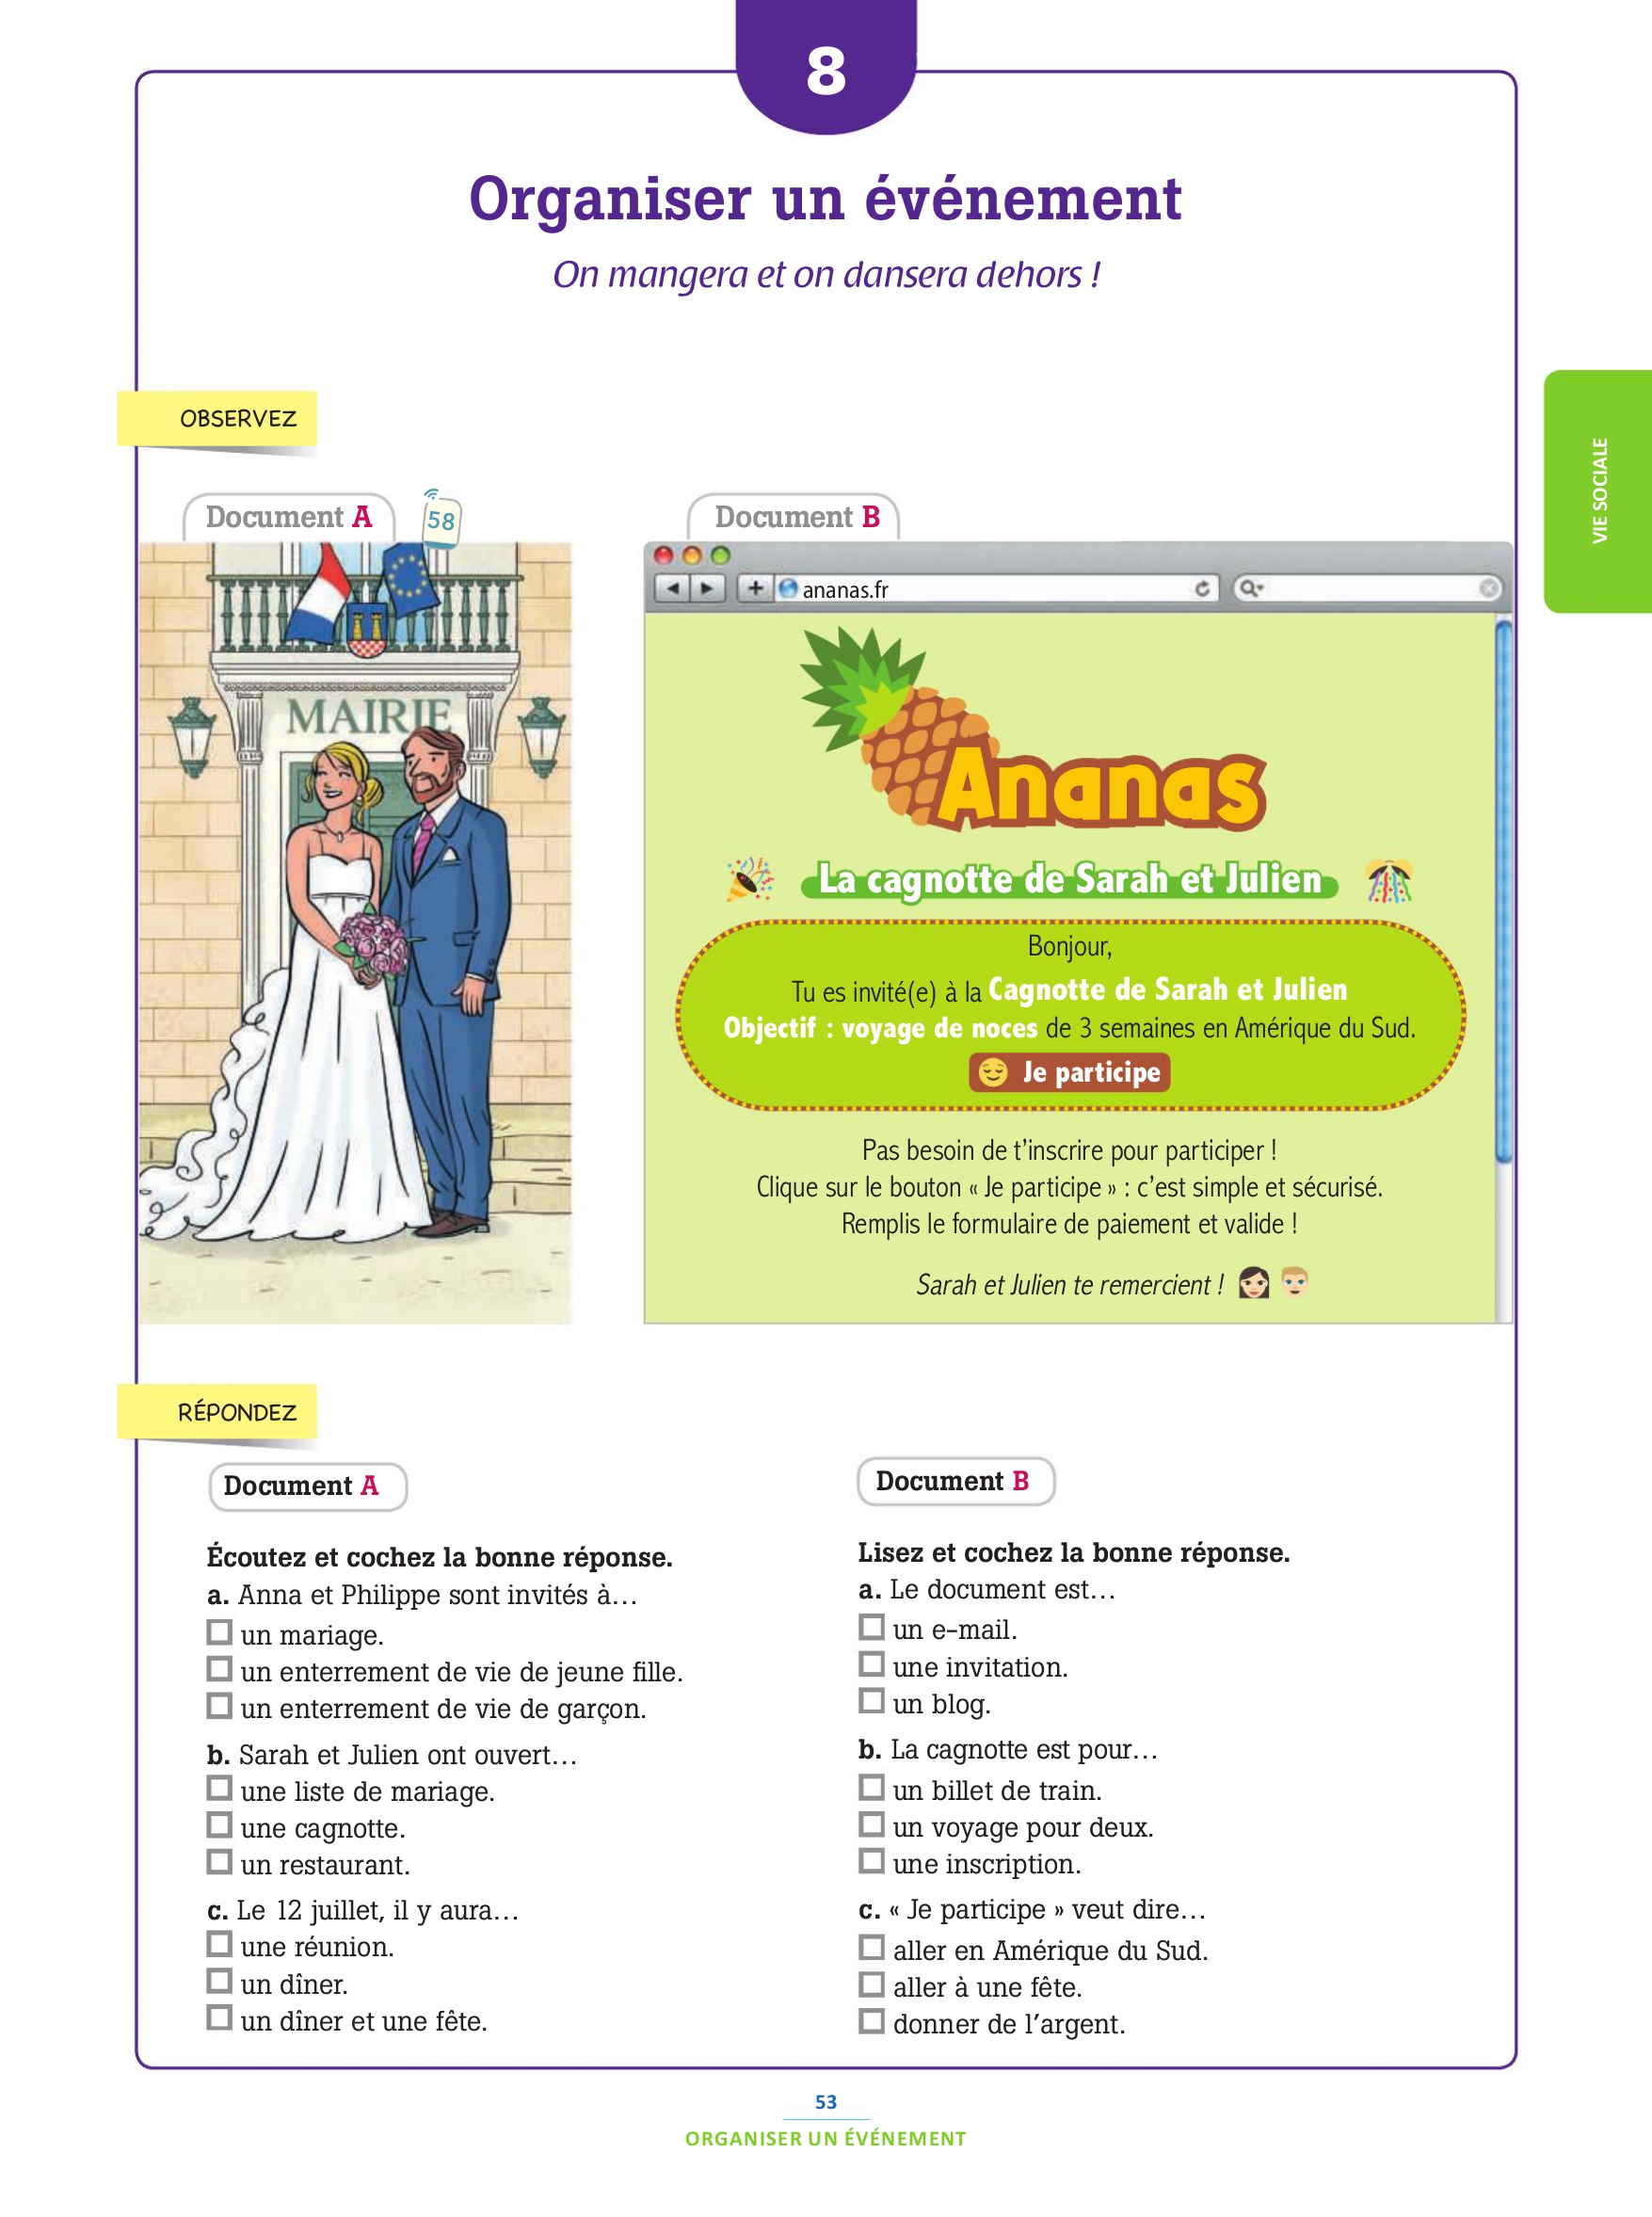 8
Organiser un événement
On mangera et on dansera dehors !
VIE SOCIALE
OBSERVEZ
Document A
58
MAIRIE
Document B
ananas.fr
Ananas
La cagnotte de Sarah et Julien
Bonjour,
Tu es invité(e) à la Cagnotte de Sarah et Julien
Objectif : voyage de noces de 3 semaines en Amérique du Sud.
Je participe
Pas besoin de t'inscrire pour participer !
Clique sur le bouton « Je participe » : c'est simple et sécurisé.
Remplis le formulaire de paiement et valide !
Sarah et Julien te remercient !
RÉPONDEZ
Document A
Écoutez et cochez la bonne réponse.
a. Anna et Philippe sont invités à…
un mariage.
un enterrement de vie de jeune fille.
un enterrement de vie de garçon.
b. Sarah et Julien ont ouvert…
une liste de mariage.
une cagnotte.
un restaurant.
c. Le 12 juillet, il y aura…
une réunion.
un dîner.
un dîner et une fête.
Document B
Lisez et cochez la bonne réponse.
a. Le document est…
un e-mail.
une invitation.
un blog.
b. La cagnotte est pour…
un billet de train.
un voyage pour deux.
une inscription.
c. « Je participe » veut dire…
aller en Amérique du Sud.
aller à une fête.
donner de l'argent.
53
ORGANISER UN ÉVÉNEMENT